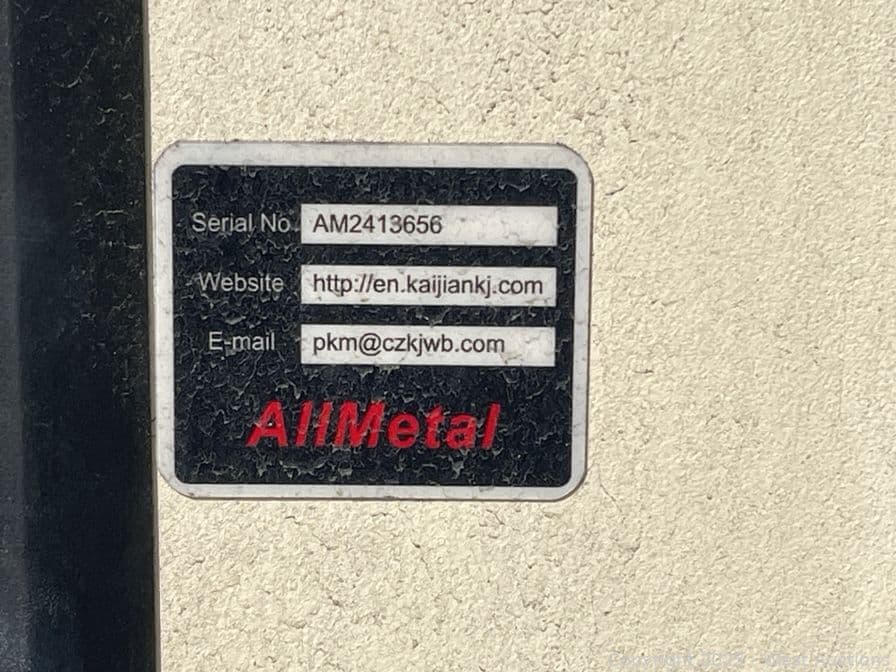 Serial No. AM2413656
Website http://en.kaijiankj.com
E-mail pkm@czkjwb.com
AllMetal